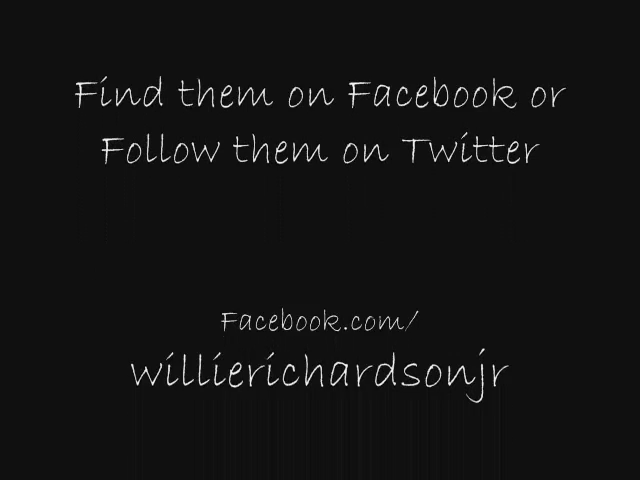 Find them on Facebook or
Follow them on Twitter
Facebook.com/
willierichardsonjr